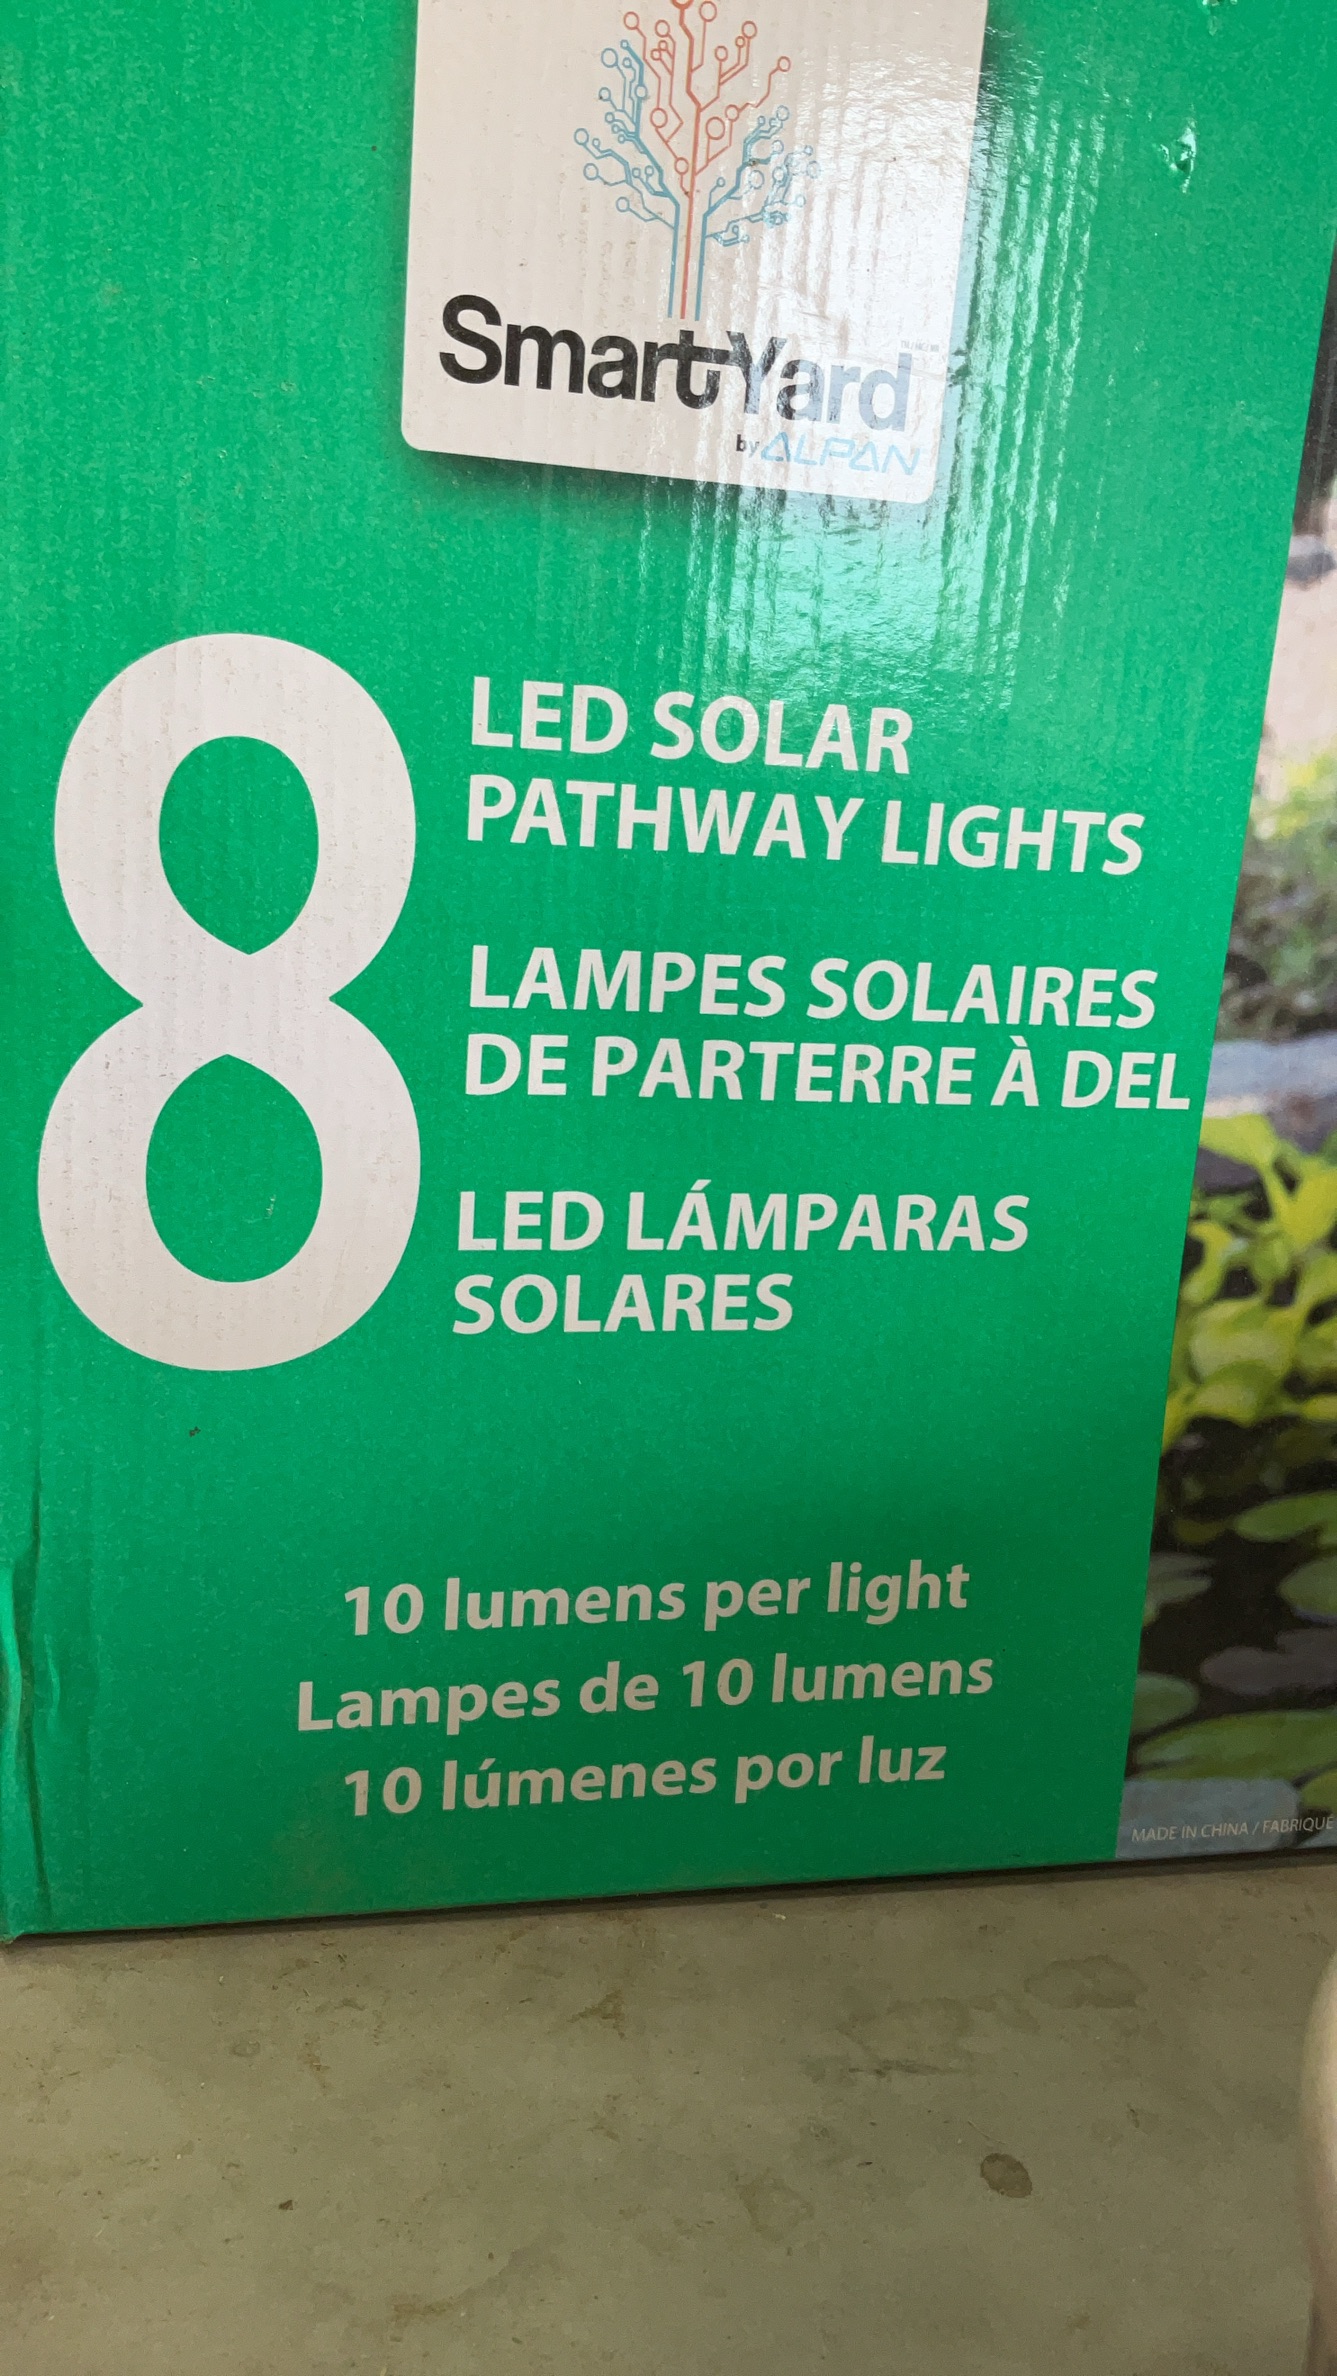 SmartYard
by ALPAN
8
LED SOLAR
PATHWAY LIGHTS
LAMPES SOLAIRES
DE PARTERRE À DEL
LED LÁMPARAS
SOLARES
10 lumens per light
Lampes de 10 lumens
10 lúmenes por luz
MADE IN CHINA / FABRIQUÉ